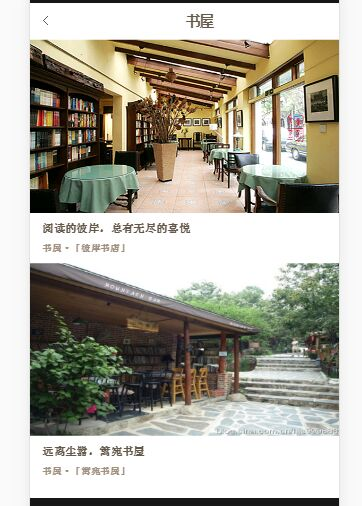 书屋
阅读的彼岸，总有无尽的喜悦
书屋·「彼岸书店」
远离尘嚣，篱苑书屋
书屋·「篱苑书屋」